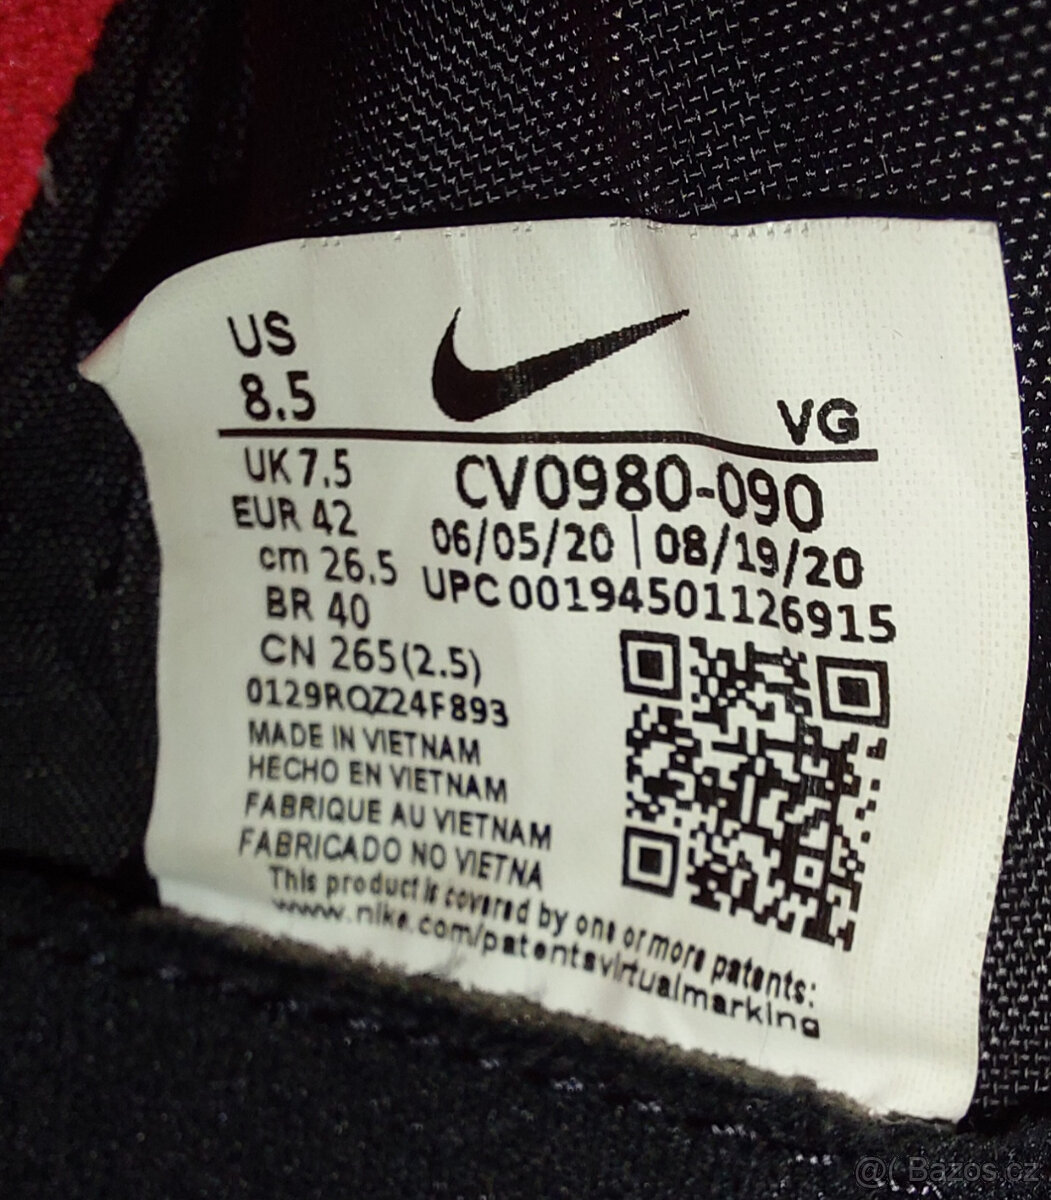 US
8.5
VG
UK 7.5
CV0980-090
EUR 42
06/05/20 | 08/19/20
cm 26.5
UPC 00194501126915
BR 40
CN 265(2.5)
0129RQZ24F893
MADE IN VIETNAM
HECHO EN VIETNAM
FABRIQUE AU VIETNAM
FABRICADO NO VIETNA
This product is covered by one or more patents:
www.nike.com/patentsvirtualmarking
@( Bazos.cz